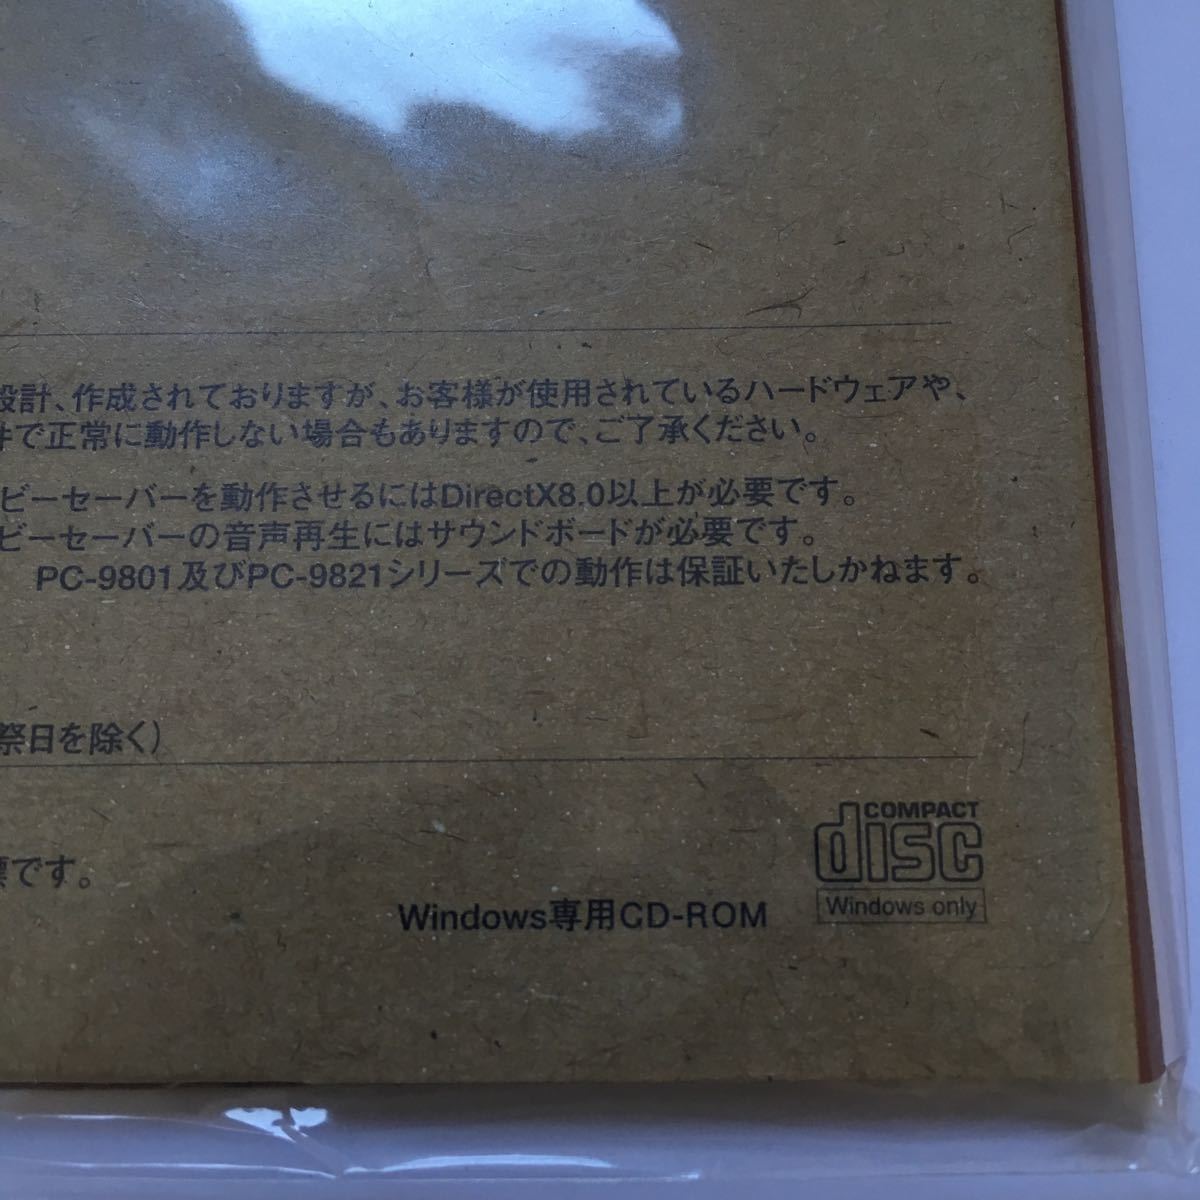 設計、作成されておりますが、お客様が使用されているハードウェアや、
件で正常に動作しない場合もありますので、ご了承ください。
ビーセーバーを動作させるにはDirectX8.0以上が必要です。
ビーセーバーの音声再生にはサウンドボードが必要です。
PC-9801及びPC-9821シリーズでの動作は保証いたしかねます。
祭日を除く)
標です。
Windows専用CD-ROM
COMPACT
disc
Windows only